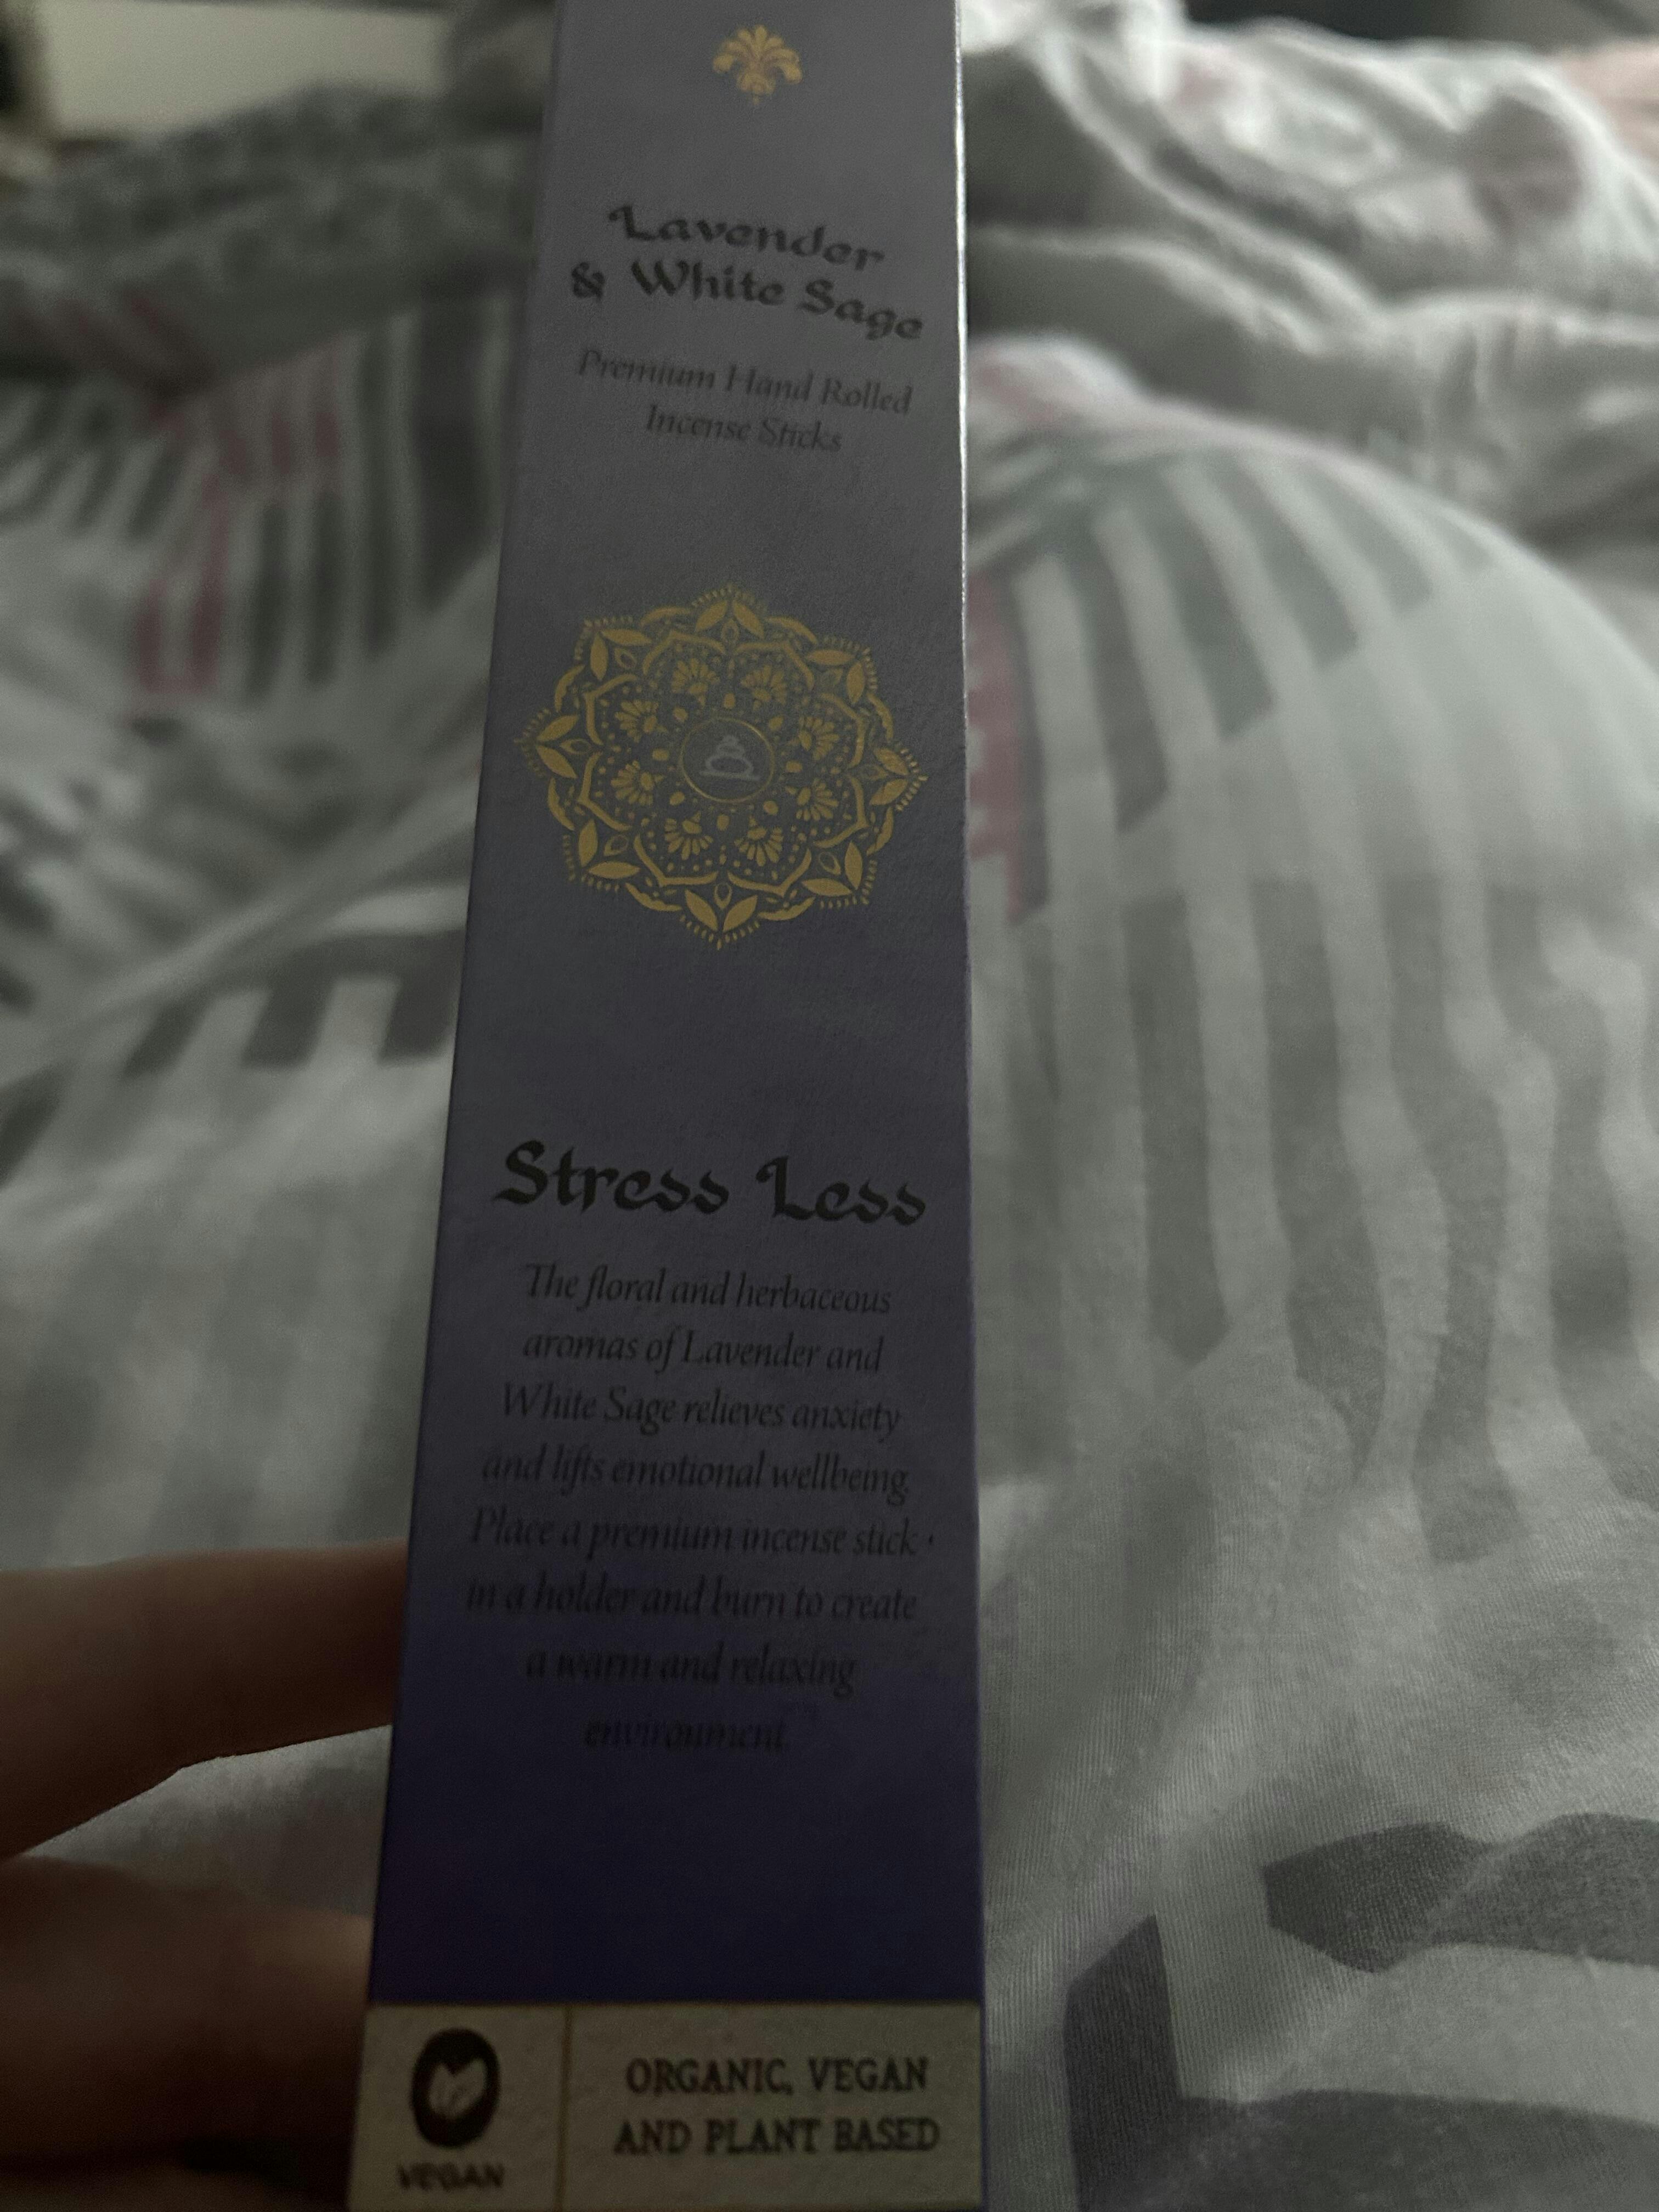 Lavender
& White Sage
Premium Hand Rolled
Incense Sticks
Stress Less
The floral and herbaceous
aromas of Lavender and
White Sage relieves anxiety
and lifts emotional wellbeing.
Place a premium incense stick
in a holder and burn to create
a warm and relaxing
environment.
VEGAN
ORGANIC, VEGAN
AND PLANT BASED